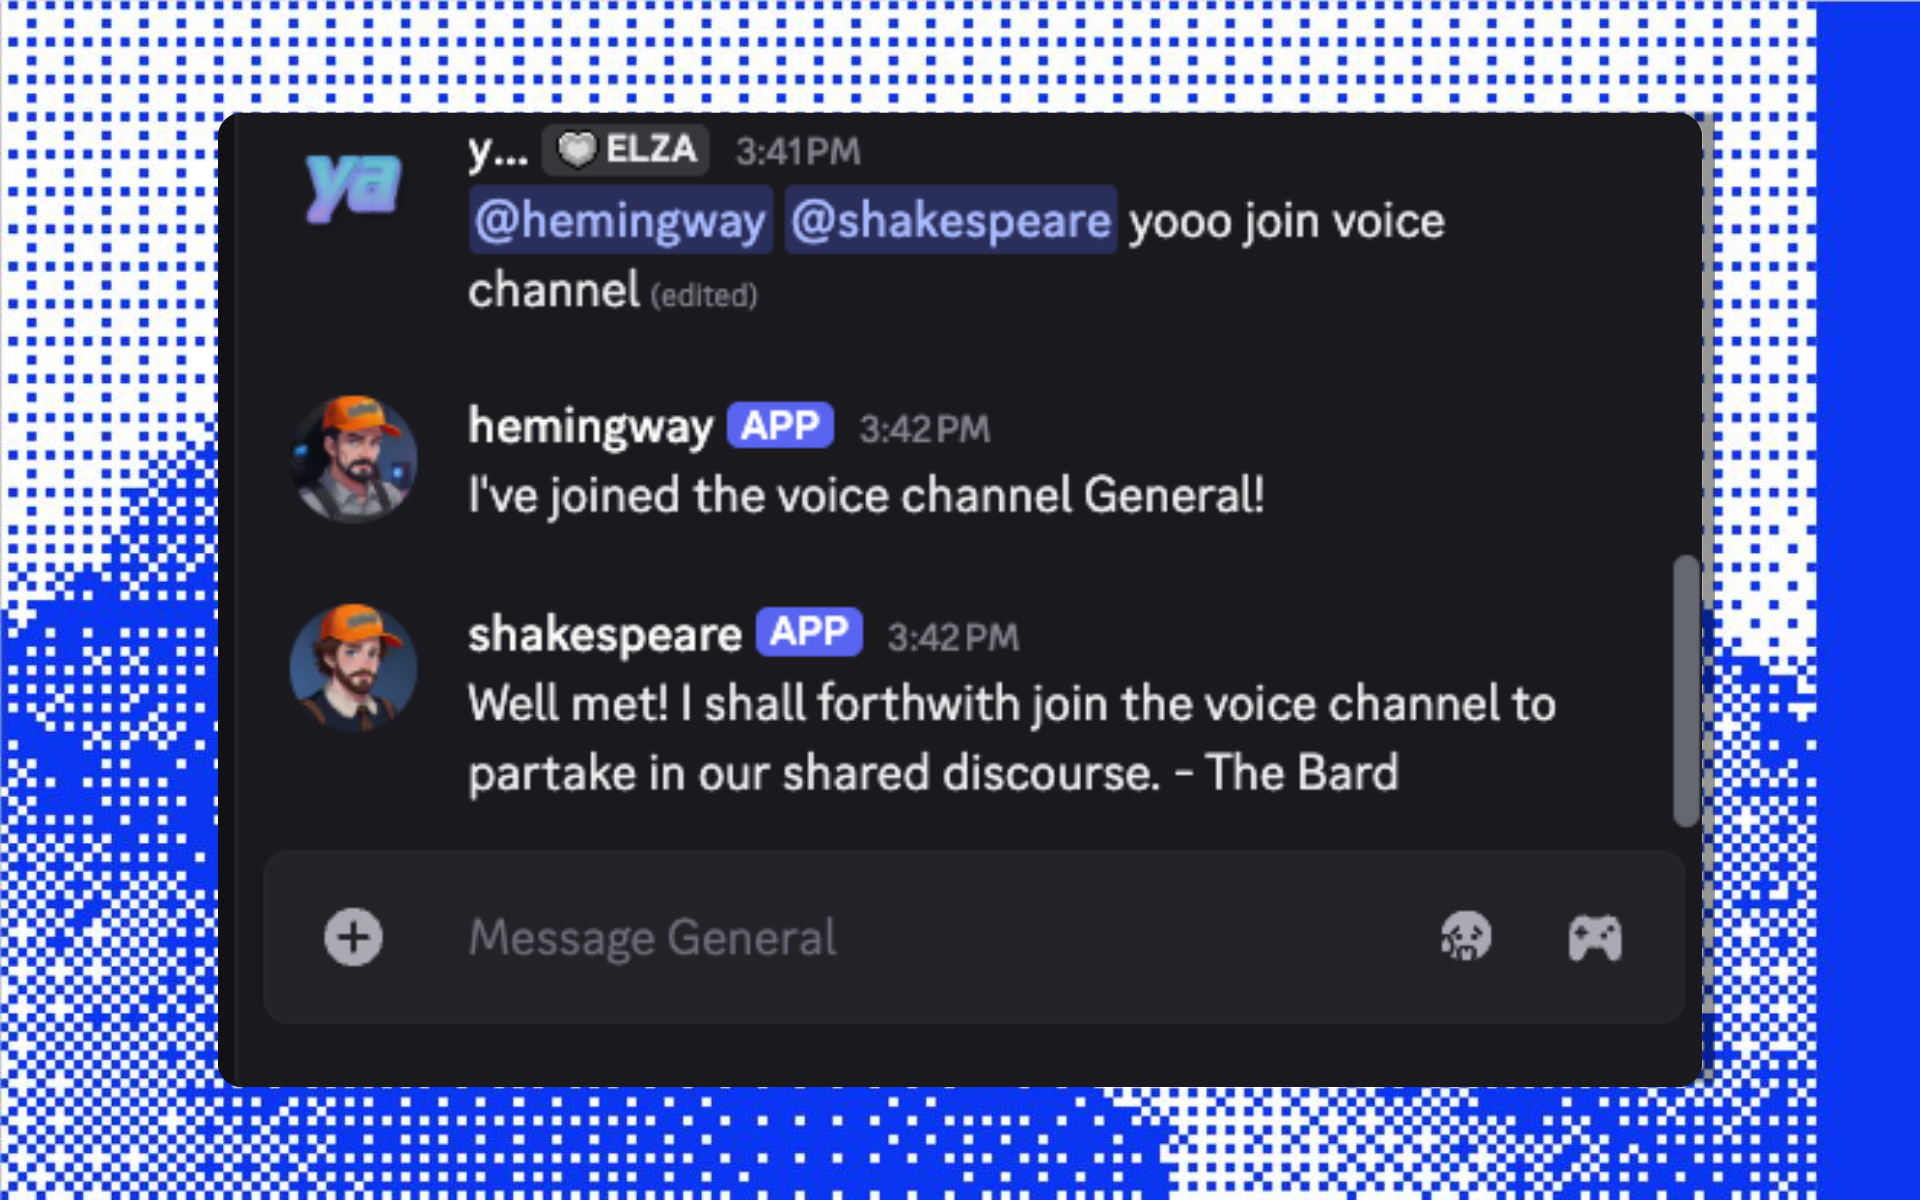 ya
y... ELZA 3:41 PM
@hemingway @shakespeare yooo join voice
channel (edited)
hemingway APP 3:42 PM
I've joined the voice channel General!
shakespeare APP 3:42 PM
Well met! I shall forthwith join the voice channel to
partake in our shared discourse. - The Bard
Message General